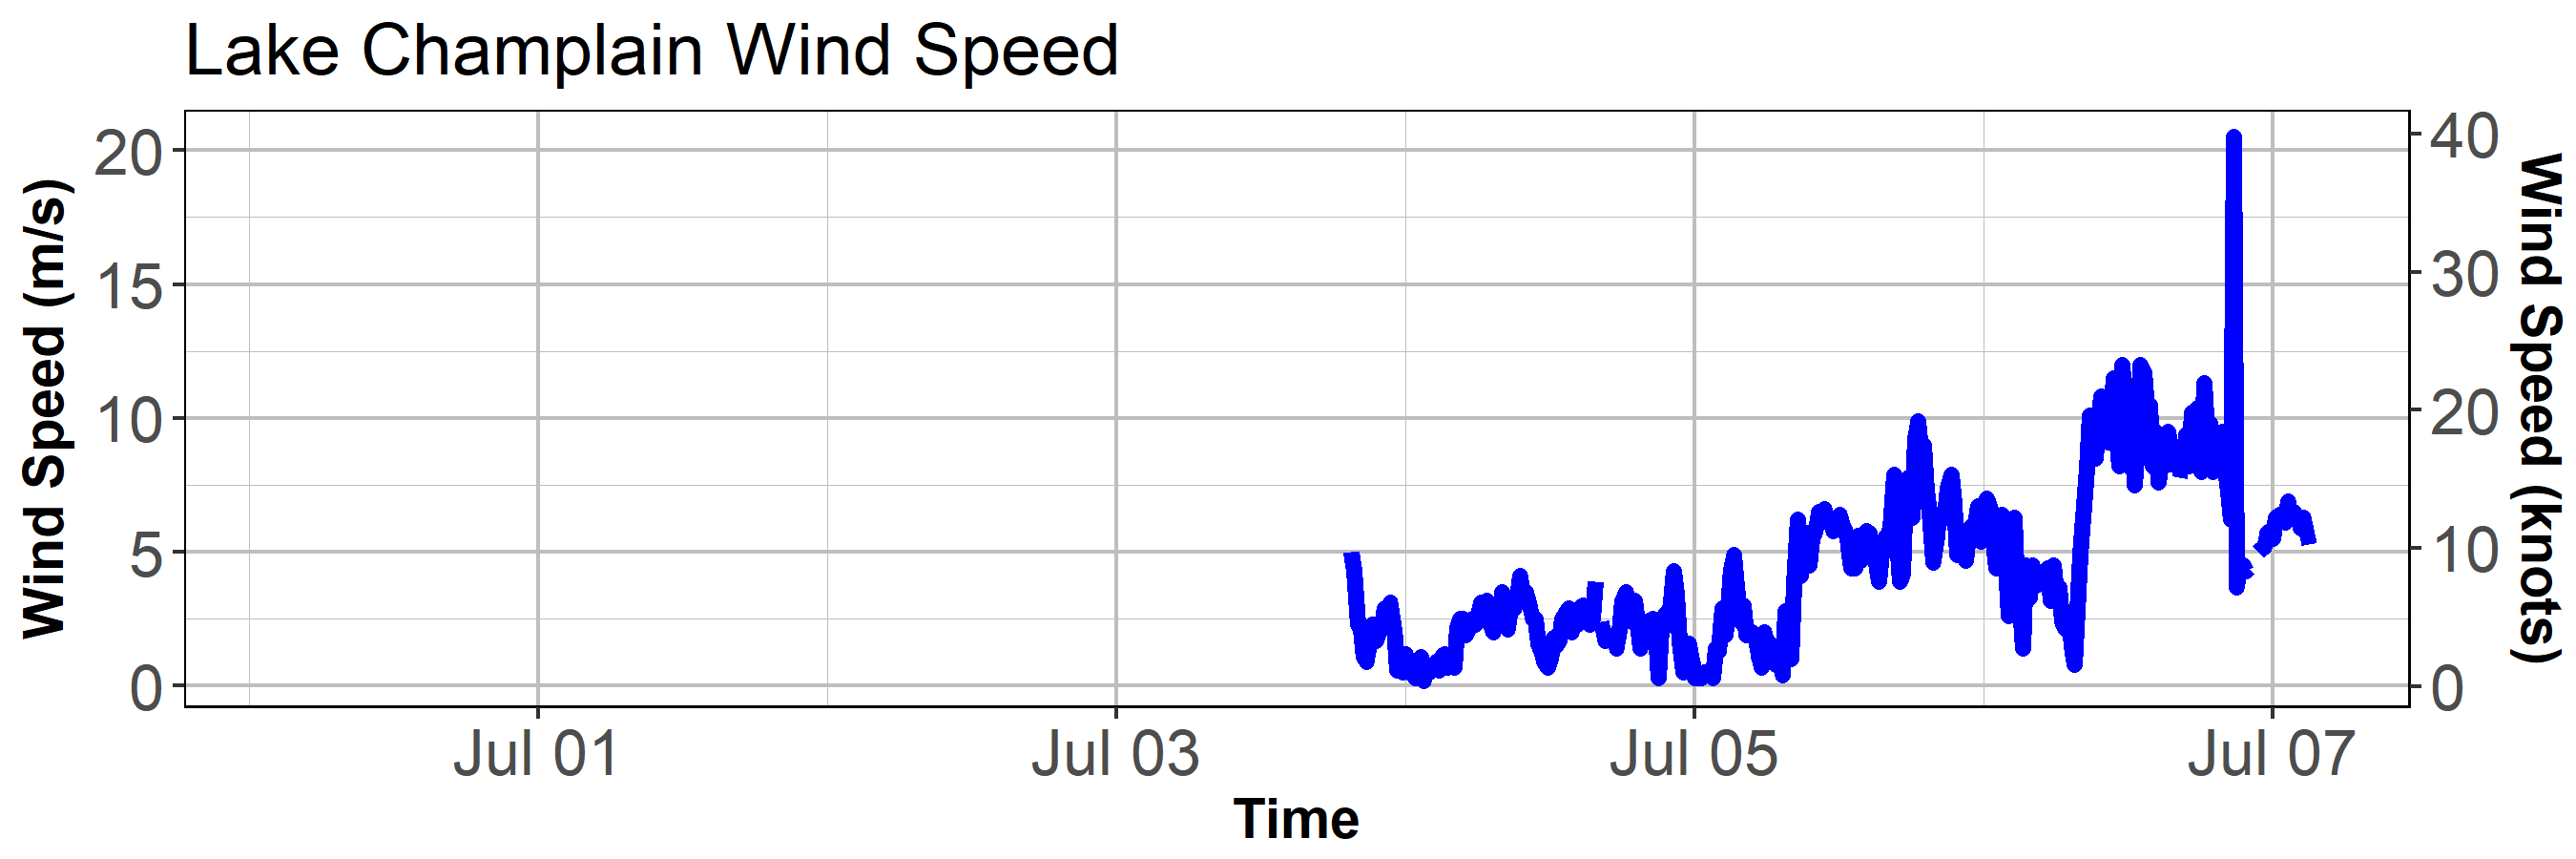 Lake Champlain Wind Speed
Wind Speed (m/s)
20
15
10
5
0
40
30
20
10
0
Wind Speed (knots)
Jul 01
Jul 03
Jul 05
Jul 07
Time